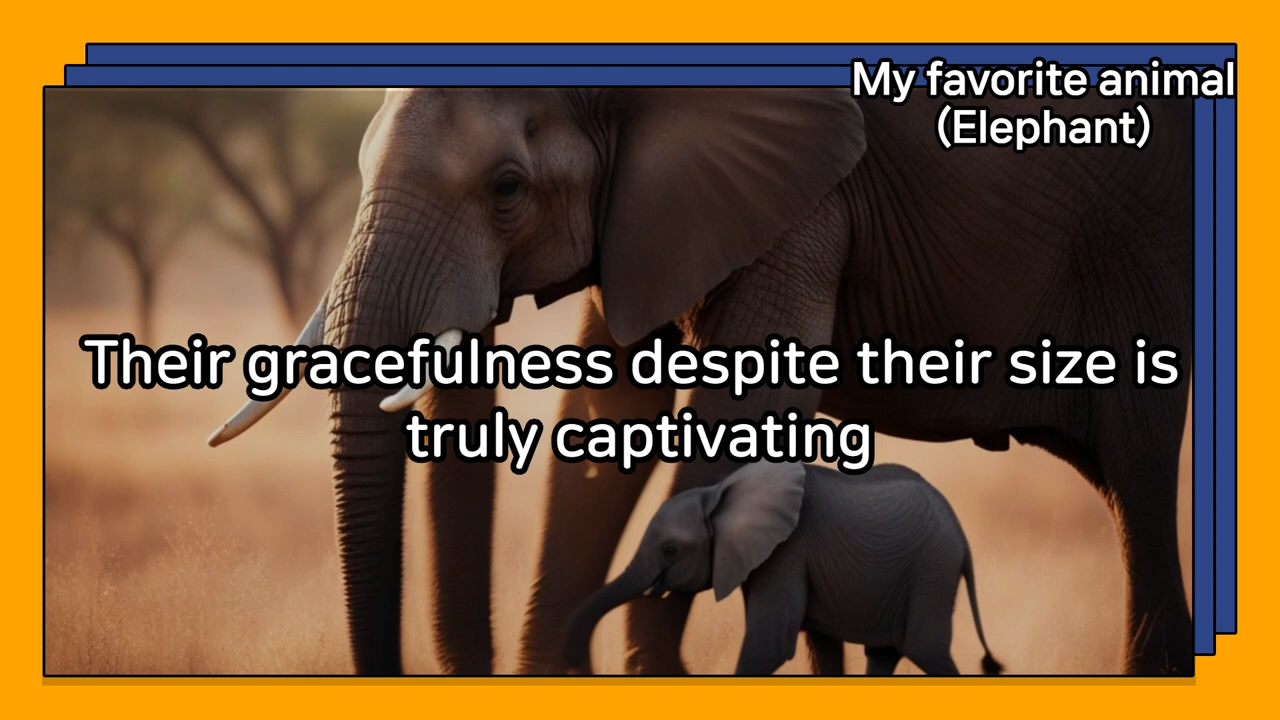 My favorite animal
(Elephant)
Their gracefulness despite their size is
truly captivating